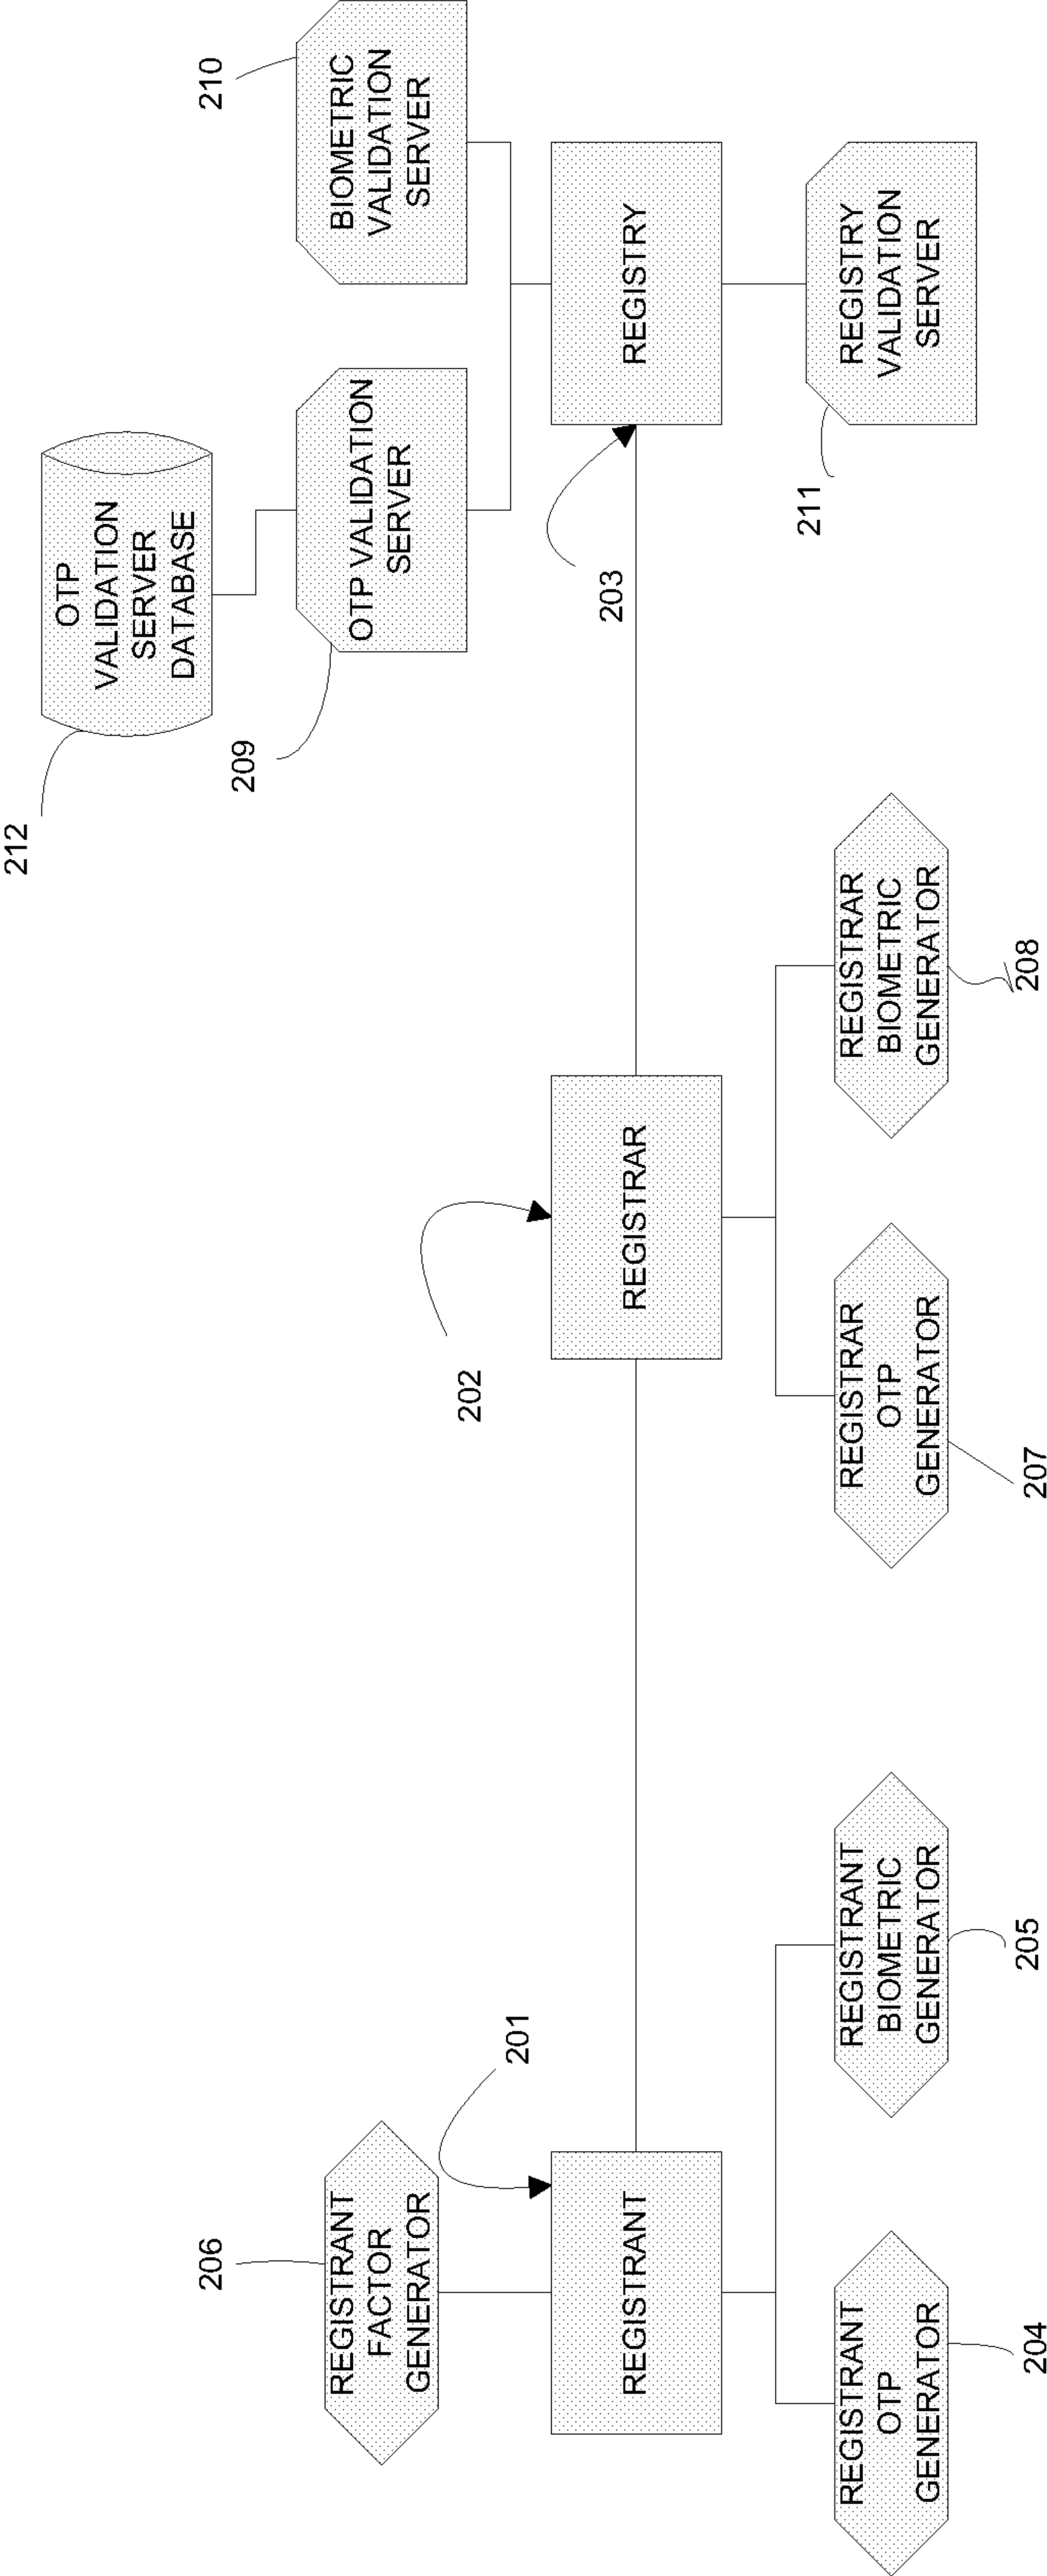 212
OTP
VALIDATION
SERVER
DATABASE
210
BIOMETRIC
VALIDATION
SERVER
209
OTP VALIDATION
SERVER
206
REGISTRANT
FACTOR
GENERATOR
201
202
203
REGISTRANT
REGISTRAR
REGISTRY
211
REGISTRY
VALIDATION
SERVER
REGISTRANT
OTP
GENERATOR
204
REGISTRANT
BIOMETRIC
GENERATOR
205
REGISTRAR
OTP
GENERATOR
207
REGISTRAR
BIOMETRIC
GENERATOR
208